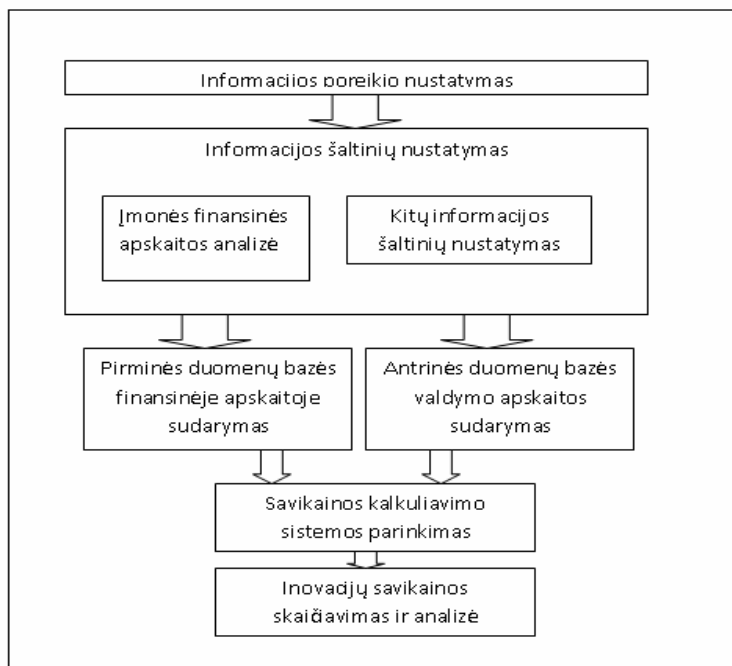 Informacijos poreikio nustatymas
Informacijos šaltinių nustatymas
Įmonės finansinės
apskaitos analizė
Kitų informacijos
šaltinių nustatymas
Pirminės duomenų bazės
finansinėje apskaitoje
sudarymas
Antrinės duomenų bazės
valdymo apskaitos
sudarymas
Savikainos kalkuliavimo
sistemos parinkimas
Inovacijų savikainos
skaičiavimas ir analizė